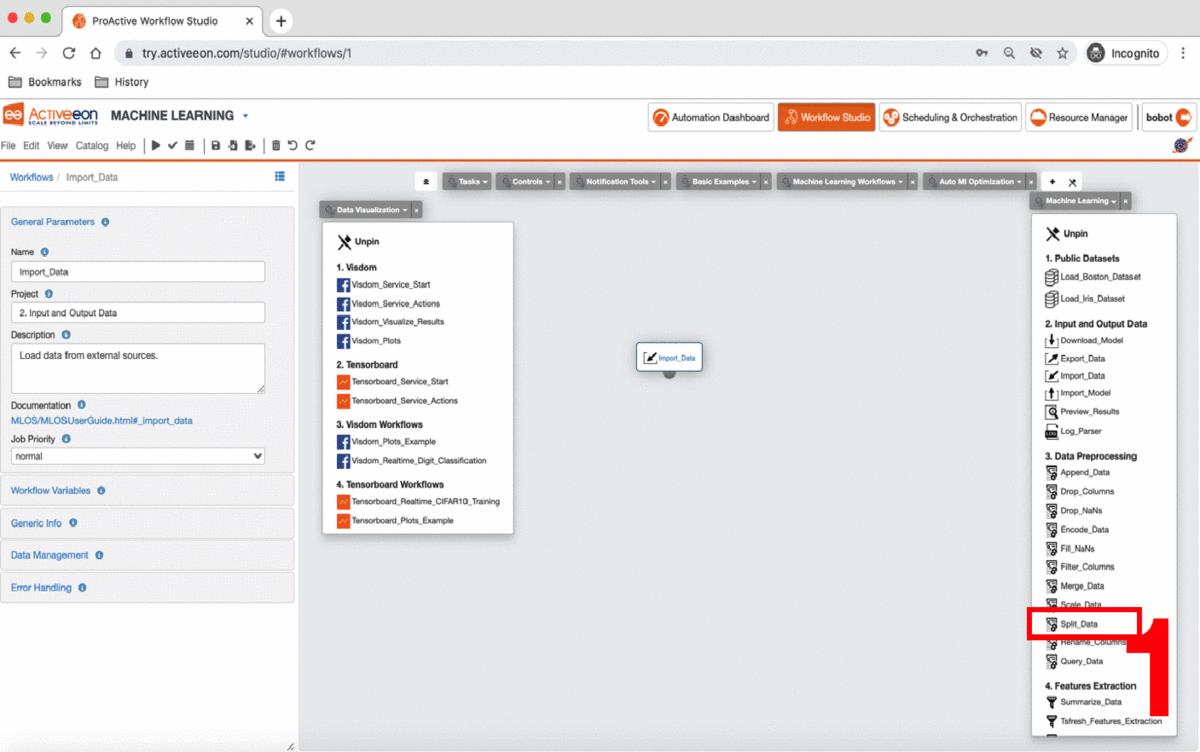 ProActive Workflow Studio
try.activeeon.com/studio/#workflows/1
Incognito
Bookmarks History
ACTIVEEON
SCALE BEYOND LIMITS
MACHINE LEARNING
Automation Dashboard
Workflow Studio
Scheduling & Orchestration
Resource Manager
bobot
File Edit View Catalog Help
Workflows / Import_Data
Tasks
Controls
Notification Tools
Basic Examples
Machine Learning Workflows
Auto Ml Optimization
General Parameters
Name
Import_Data
Project
2. Input and Output Data
Description
Load data from external sources.
Documentation
MLOS/MLOSUserGuide.html#_import_data
Job Priority
normal
Workflow Variables
Generic Info
Data Management
Error Handling
Data Visualization
Unpin
1. Visdom
Visdom_Service_Start
Visdom_Service_Actions
Visdom_Visualize_Results
Visdom_Plots
2. Tensorboard
Tensorboard_Service_Start
Tensorboard_Service_Actions
3. Visdom Workflows
Visdom_Plots_Example
Visdom_Realtime_Digit_Classification
4. Tensorboard Workflows
Tensorboard_Realtime_CIFAR10l_Training
Tensorboard_Plots_Example
Import_Data
Machine Learning
Unpin
1. Public Datasets
Load_Boston_Dataset
Load_Iris_Dataset
2. Input and Output Data
Download_Model
Export_Data
Import_Data
Import_Model
Preview_Results
Log_Parser
3. Data Preprocessing
Append_Data
Drop_Columns
Drop_NaNs
Encode_Data
Fill_NaNs
Filter_Columns
Merge_Data
Scale_Data
Split_Data
Rename_Columns
Query_Data
4. Features Extraction
Summarize_Data
Tsfresh_Features_Extraction
1